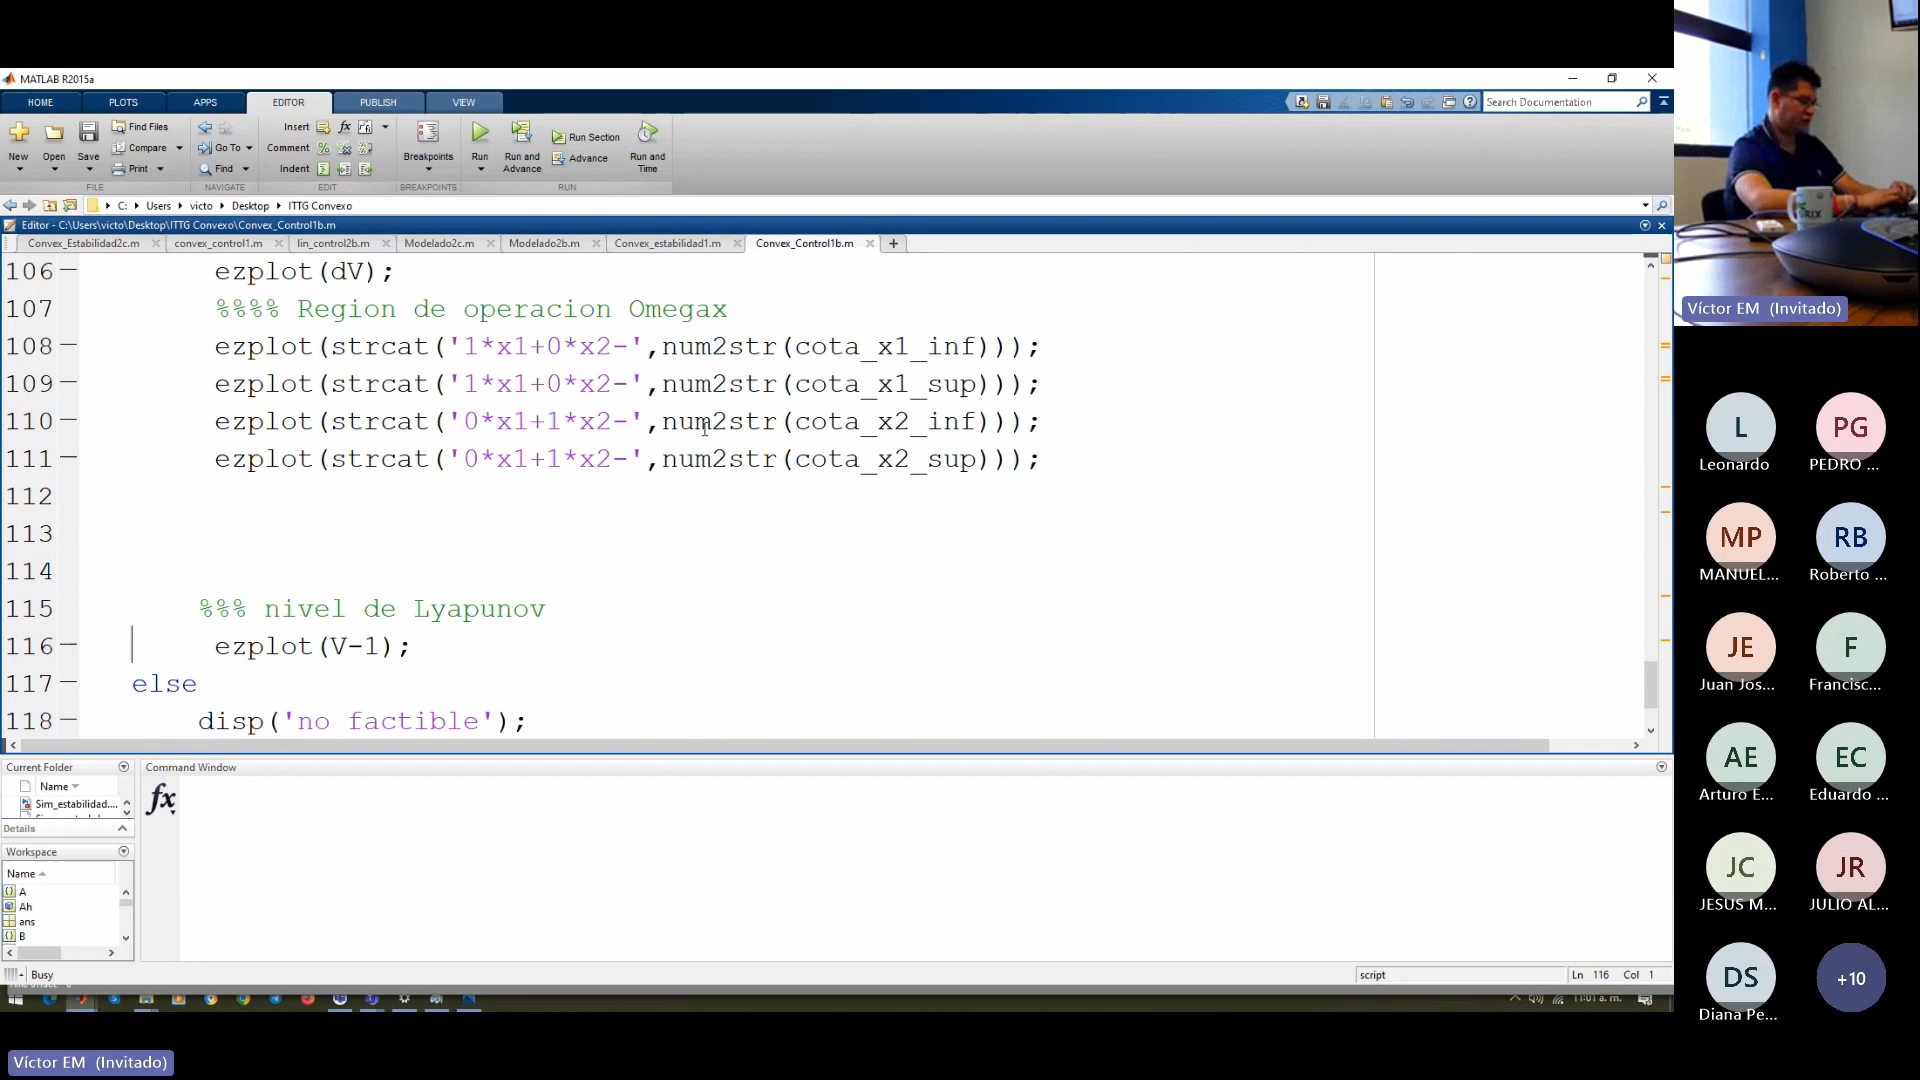 MATLAB R2015a
HOME PLOTS APPS EDITOR PUBLISH VIEW
Search Documentation
New Open Save Find Files Compare Print
Go To Find
Insert fx
Comment
Indent
Breakpoints Run Run and Advance Run Section Advance Run and Time
FILE NAVIGATE EDIT BREAKPOINTS RUN
C: Users victo Desktop ITTG Convexo
Editor - C:\Users\victo\Desktop\ITTG Convexo\Convex_Control1b.m
Convex_Estabilidad2c.m convex_control1.m lin_control2b.m Modelado2c.m Modelado2b.m Convex_estabilidad1.m Convex_Control1b.m
106 ezplot(dV);
107 %%%% Region de operacion Omegax
108 ezplot(strcat('1*x1+0*x2-',num2str(cota_x1_inf)));
109 ezplot(strcat('1*x1+0*x2-',num2str(cota_x1_sup)));
110 ezplot(strcat('0*x1+1*x2-',num2str(cota_x2_inf)));
111 ezplot(strcat('0*x1+1*x2-',num2str(cota_x2_sup)));
112
113
114
115 %%% nivel de Lyapunov
116 ezplot(V-1);
117 else
118 disp('no factible');
Current Folder
Name
Sim_estabilidad....
Details
Workspace
Name
A
Ah
ans
B
Command Window
fx
Busy
script
Ln 116 Col 1
11:01 a. m.
Víctor EM (Invitado)
L
Leonardo
PG
PEDRO ...
MP
MANUEL...
RB
Roberto ...
JE
Juan Jos...
F
Francisc...
AE
Arturo E...
EC
Eduardo ...
JC
JESUS M...
JR
JULIO AL...
DS
Diana Pe...
+10
Víctor EM (Invitado)